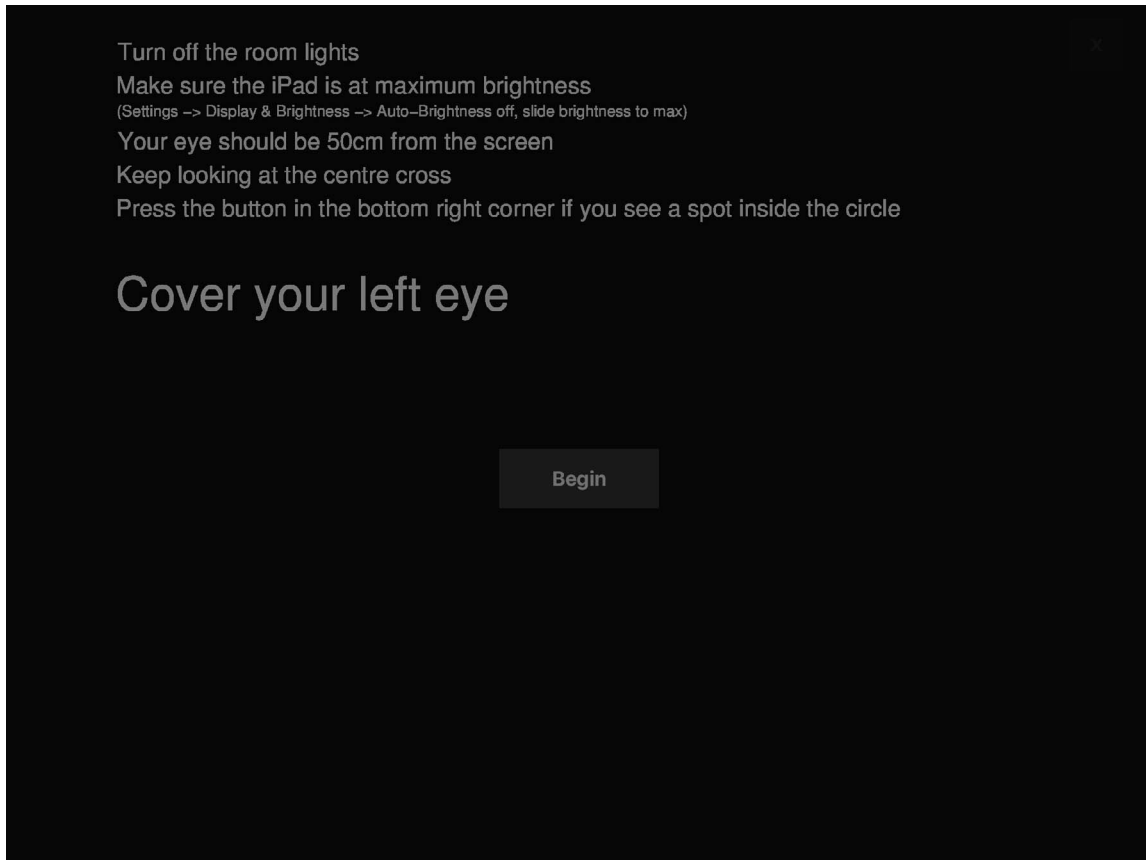 Turn off the room lights
x
Make sure the iPad is at maximum brightness
(Settings –> Display & Brightness –> Auto–Brightness off, slide brightness to max)
Your eye should be 50cm from the screen
Keep looking at the centre cross
Press the button in the bottom right corner if you see a spot inside the circle
Cover your left eye
Begin